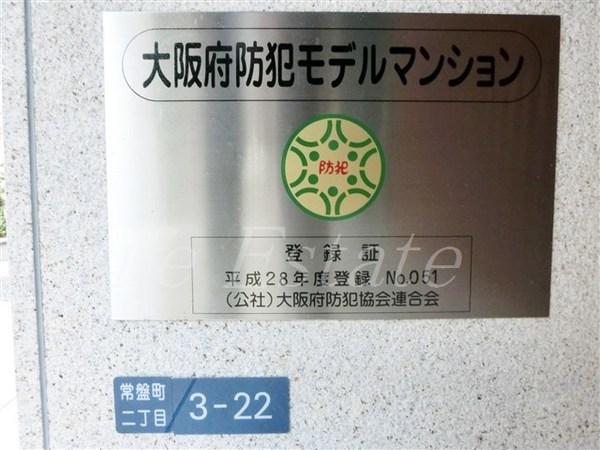 大阪府防犯モデルマンション
防犯
登録証
平成28年度登録 No.051
(公社)大阪府防犯協会連合会
常盤町
二丁目
3-22